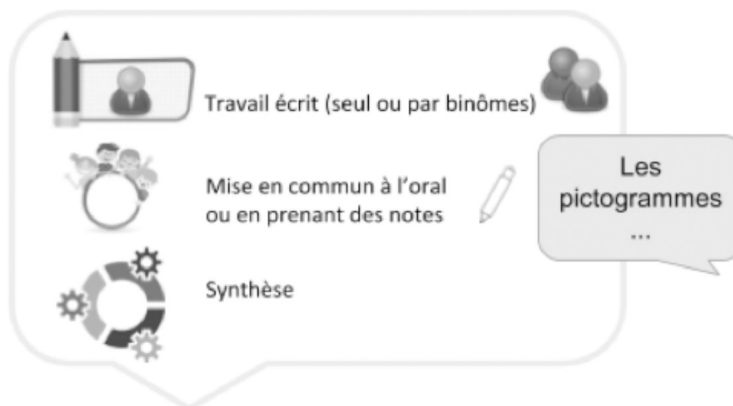 Travail écrit (seul ou par binômes)
Mise en commun à l'oral
ou en prenant des notes
Les
pictogrammes
...
Synthèse